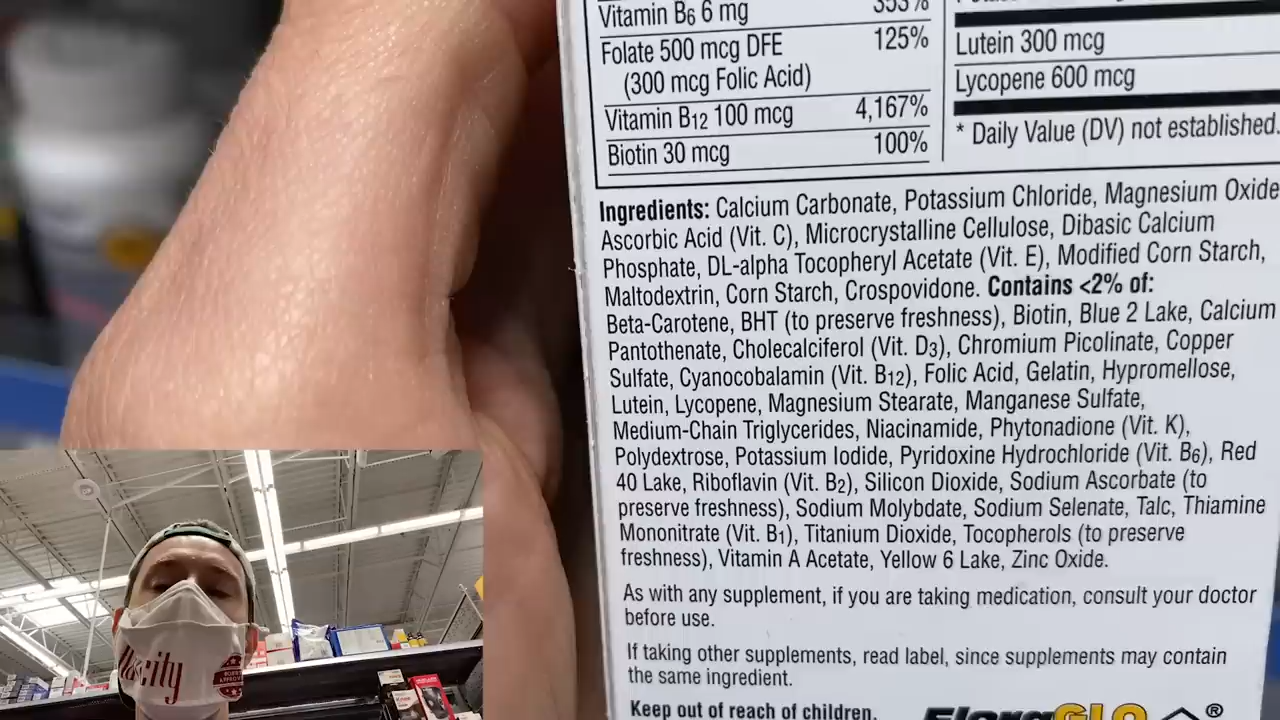 Vitamin B6 6 mg 353%
Folate 500 mcg DFE 125%
(300 mcg Folic Acid)
Vitamin B12 100 mcg 4,167%
Biotin 30 mcg 100%
Lutein 300 mcg
Lycopene 600 mcg
* Daily Value (DV) not established.
Ingredients: Calcium Carbonate, Potassium Chloride, Magnesium Oxide
Ascorbic Acid (Vit. C), Microcrystalline Cellulose, Dibasic Calcium
Phosphate, DL-alpha Tocopheryl Acetate (Vit. E), Modified Corn Starch,
Maltodextrin, Corn Starch, Crospovidone. Contains <2% of:
Beta-Carotene, BHT (to preserve freshness), Biotin, Blue 2 Lake, Calcium
Pantothenate, Cholecalciferol (Vit. D3), Chromium Picolinate, Copper
Sulfate, Cyanocobalamin (Vit. B12), Folic Acid, Gelatin, Hypromellose,
Lutein, Lycopene, Magnesium Stearate, Manganese Sulfate,
Medium-Chain Triglycerides, Niacinamide, Phytonadione (Vit. K),
Polydextrose, Potassium Iodide, Pyridoxine Hydrochloride (Vit. B6), Red
40 Lake, Riboflavin (Vit. B2), Silicon Dioxide, Sodium Ascorbate (to
preserve freshness), Sodium Molybdate, Sodium Selenate, Talc, Thiamine
Mononitrate (Vit. B1), Titanium Dioxide, Tocopherols (to preserve
freshness), Vitamin A Acetate, Yellow 6 Lake, Zinc Oxide.
As with any supplement, if you are taking medication, consult your doctor
before use.
If taking other supplements, read label, since supplements may contain
the same ingredient.
Keep out of reach of children.
FloraGLO ®